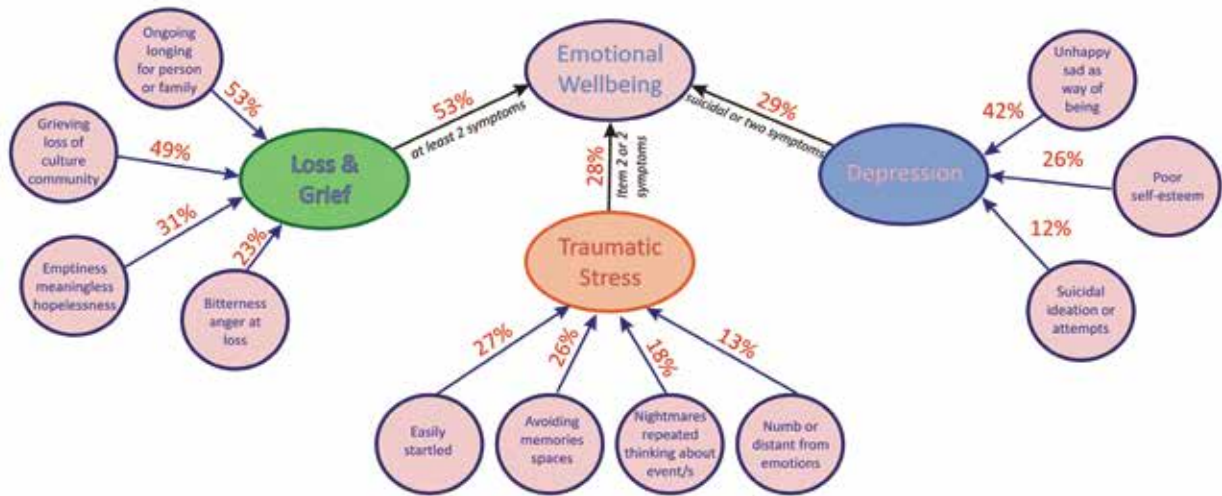 Ongoing
longing
for person
or family
53%
Grieving
loss of
culture
community
49%
Emptiness
meaningless
hopelessness
31%
Bitterness
anger at
loss
23%
Loss &
Grief
53%
at least 2 symptoms
Emotional
Wellbeing
28%
Item 2 or 2
symptoms
Traumatic
Stress
27%
Easily
startled
26%
Avoiding
memories
spaces
18%
Nightmares
repeated
thinking about
event/s
13%
Numb or
distant from
emotions
29%
suicidal or two symptoms
Depression
42%
Unhappy
sad as
way of
being
26%
Poor
self-esteem
12%
Suicidal
ideation or
attempts